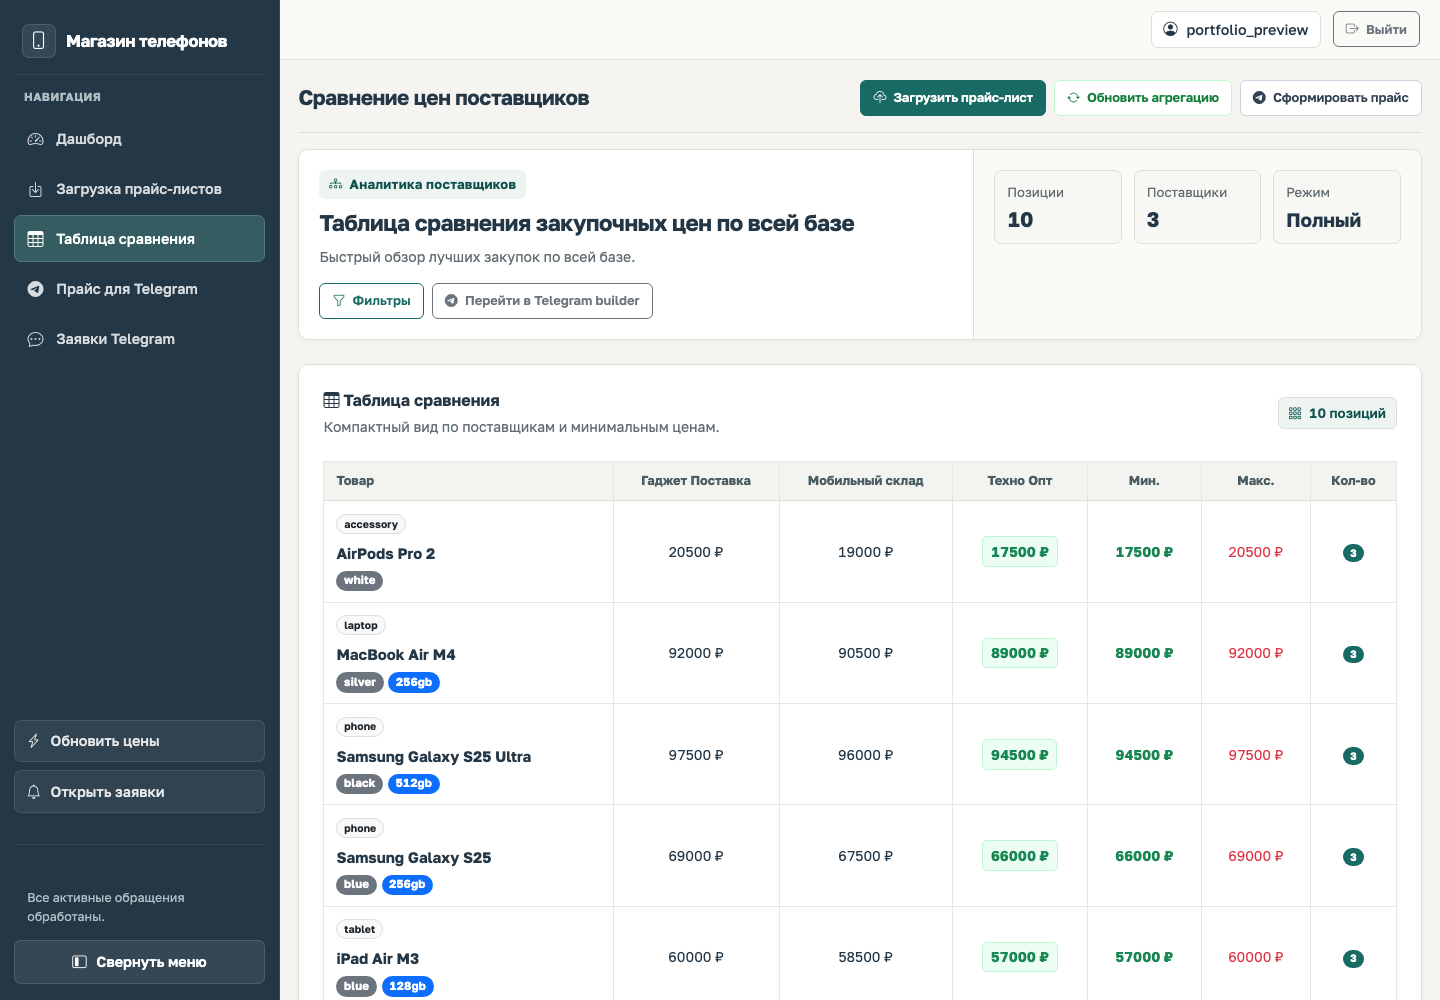 Магазин телефонов
НАВИГАЦИЯ
Дашборд
Загрузка прайс-листов
Таблица сравнения
Прайс для Telegram
Заявки Telegram
Обновить цены
Открыть заявки
Все активные обращения
обработаны.
Свернуть меню
portfolio_preview
Выйти
Сравнение цен поставщиков
Загрузить прайс-лист
Обновить агрегацию
Сформировать прайс
Аналитика поставщиков
Таблица сравнения закупочных цен по всей базе
Быстрый обзор лучших закупок по всей базе.
Фильтры
Перейти в Telegram builder
Позиции
10
Поставщики
3
Режим
Полный
Таблица сравнения
Компактный вид по поставщикам и минимальным ценам.
10 позиций
Товар Гаджет Поставка Мобильный склад Техно Опт Мин. Макс. Кол-во
accessory
AirPods Pro 2
white
20500 ₽ 19000 ₽ 17500 ₽ 17500 ₽ 20500 ₽ 3
laptop
MacBook Air M4
silver 256gb
92000 ₽ 90500 ₽ 89000 ₽ 89000 ₽ 92000 ₽ 3
phone
Samsung Galaxy S25 Ultra
black 512gb
97500 ₽ 96000 ₽ 94500 ₽ 94500 ₽ 97500 ₽ 3
phone
Samsung Galaxy S25
blue 256gb
69000 ₽ 67500 ₽ 66000 ₽ 66000 ₽ 69000 ₽ 3
tablet
iPad Air M3
blue 128gb
60000 ₽ 58500 ₽ 57000 ₽ 57000 ₽ 60000 ₽ 3